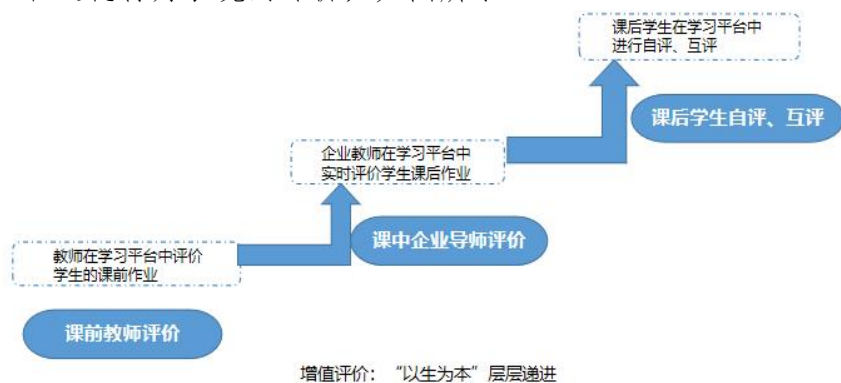 课后学生在学习平台中
进行自评、互评
课后学生自评、互评
企业教师在学习平台中
实时评价学生课后作业
课中企业导师评价
教师在学习平台中评价
学生的课前作业
课前教师评价
增值评价：“以生为本”层层递进